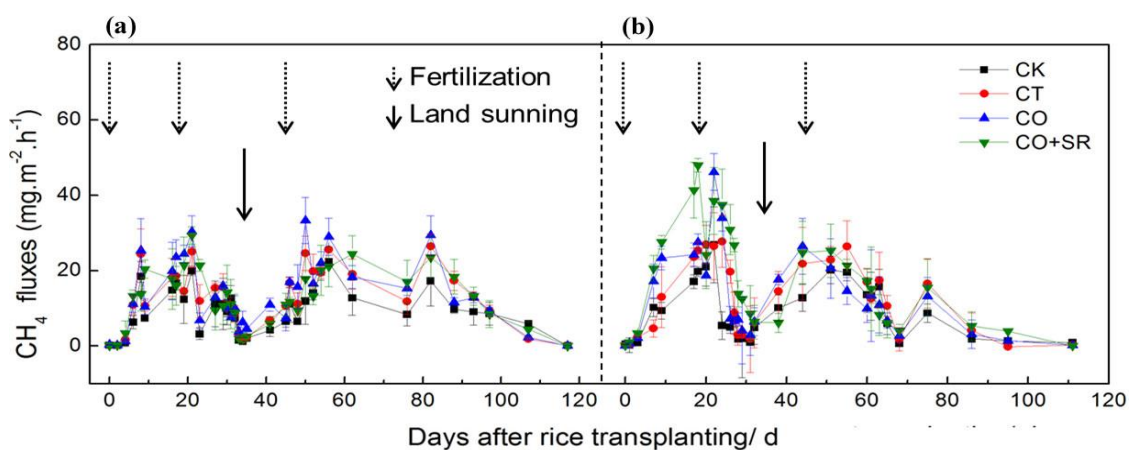 (a)
(b)
80
60
40
20
0
CH4 fluxes (mg.m-2.h-1)
Fertilization
Land sunning
CK
CT
CO
CO+SR
0 20 40 60 80 100 120
0 20 40 60 80 100 120
Days after rice transplanting/ d